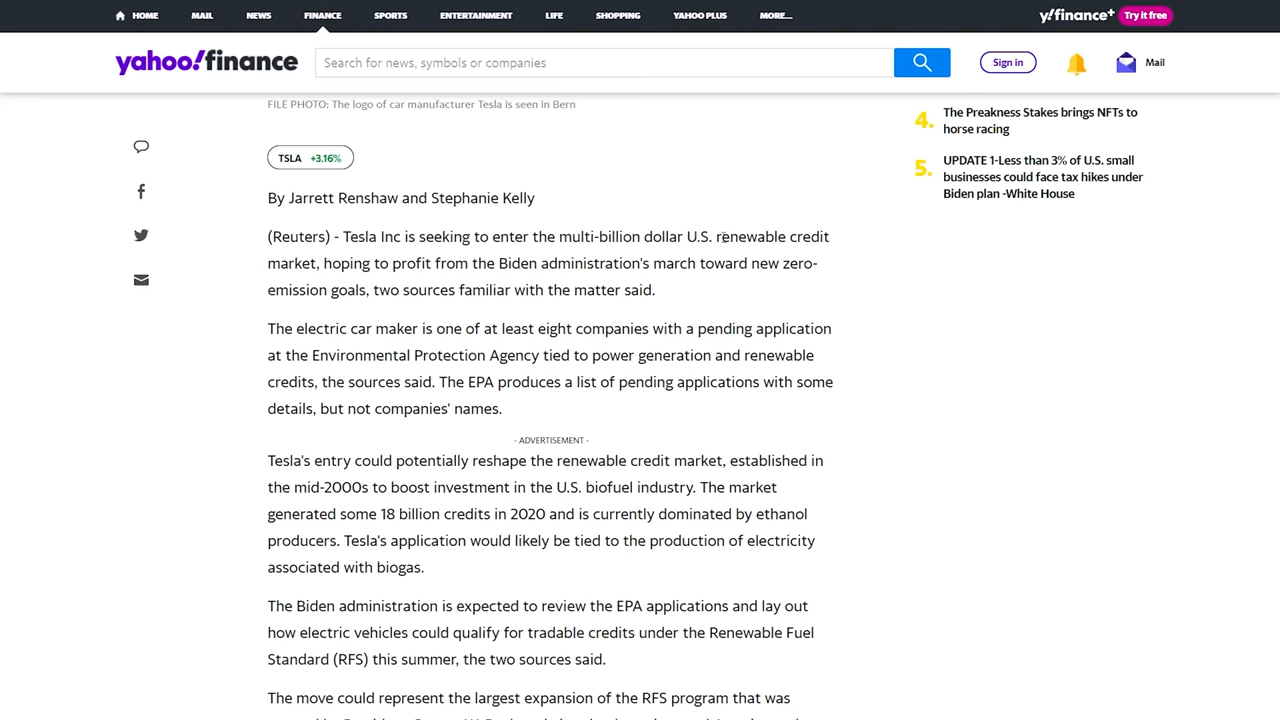 HOME MAIL NEWS FINANCE SPORTS ENTERTAINMENT LIFE SHOPPING YAHOO PLUS MORE... y!finance+ Try it free
yahoo!finance Search for news, symbols or companies Sign in Mail
FILE PHOTO: The logo of car manufacturer Tesla is seen in Bern
TSLA +3.16%
By Jarrett Renshaw and Stephanie Kelly
(Reuters) - Tesla Inc is seeking to enter the multi-billion dollar U.S. renewable credit
market, hoping to profit from the Biden administration's march toward new zero-
emission goals, two sources familiar with the matter said.
The electric car maker is one of at least eight companies with a pending application
at the Environmental Protection Agency tied to power generation and renewable
credits, the sources said. The EPA produces a list of pending applications with some
details, but not companies' names.
- ADVERTISEMENT -
Tesla's entry could potentially reshape the renewable credit market, established in
the mid-2000s to boost investment in the U.S. biofuel industry. The market
generated some 18 billion credits in 2020 and is currently dominated by ethanol
producers. Tesla's application would likely be tied to the production of electricity
associated with biogas.
The Biden administration is expected to review the EPA applications and lay out
how electric vehicles could qualify for tradable credits under the Renewable Fuel
Standard (RFS) this summer, the two sources said.
The move could represent the largest expansion of the RFS program that was
4. The Preakness Stakes brings NFTs to
horse racing
5. UPDATE 1-Less than 3% of U.S. small
businesses could face tax hikes under
Biden plan -White House